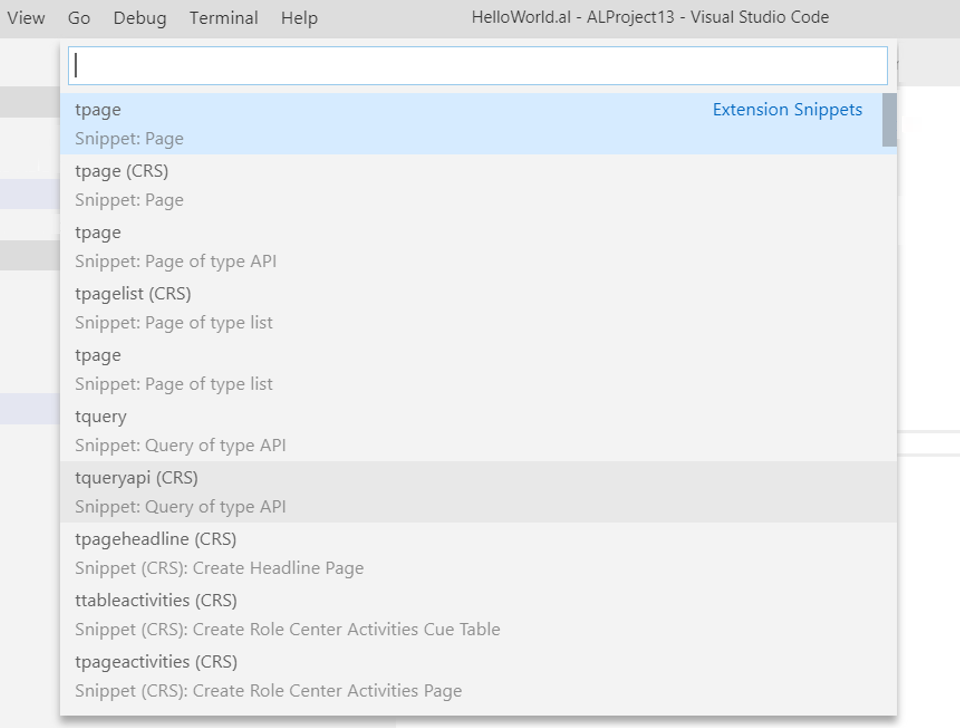 View Go Debug Terminal Help HelloWorld.al - ALProject13 - Visual Studio Code
tpage Extension Snippets
Snippet: Page
tpage (CRS)
Snippet: Page
tpage
Snippet: Page of type API
tpagelist (CRS)
Snippet: Page of type list
tpage
Snippet: Page of type list
tquery
Snippet: Query of type API
tqueryapi (CRS)
Snippet: Query of type API
tpageheadline (CRS)
Snippet (CRS): Create Headline Page
ttableactivities (CRS)
Snippet (CRS): Create Role Center Activities Cue Table
tpageactivities (CRS)
Snippet (CRS): Create Role Center Activities Page